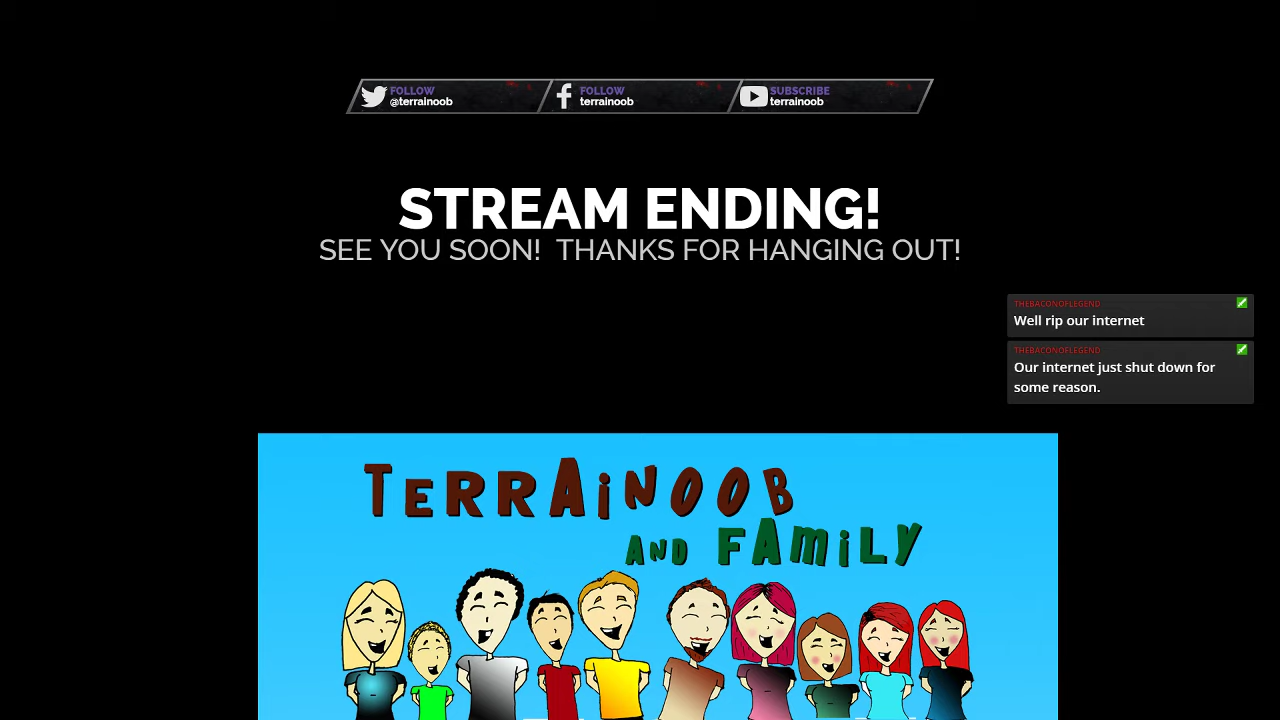 FOLLOW
@terrainoob
FOLLOW
terrainoob
SUBSCRIBE
terrainoob
STREAM ENDING!
SEE YOU SOON! THANKS FOR HANGING OUT!
THEBACONOFLEGEND
Well rip our internet
THEBACONOFLEGEND
Our internet just shut down for
some reason.
TERRAiNOOB
AND FAMiLy